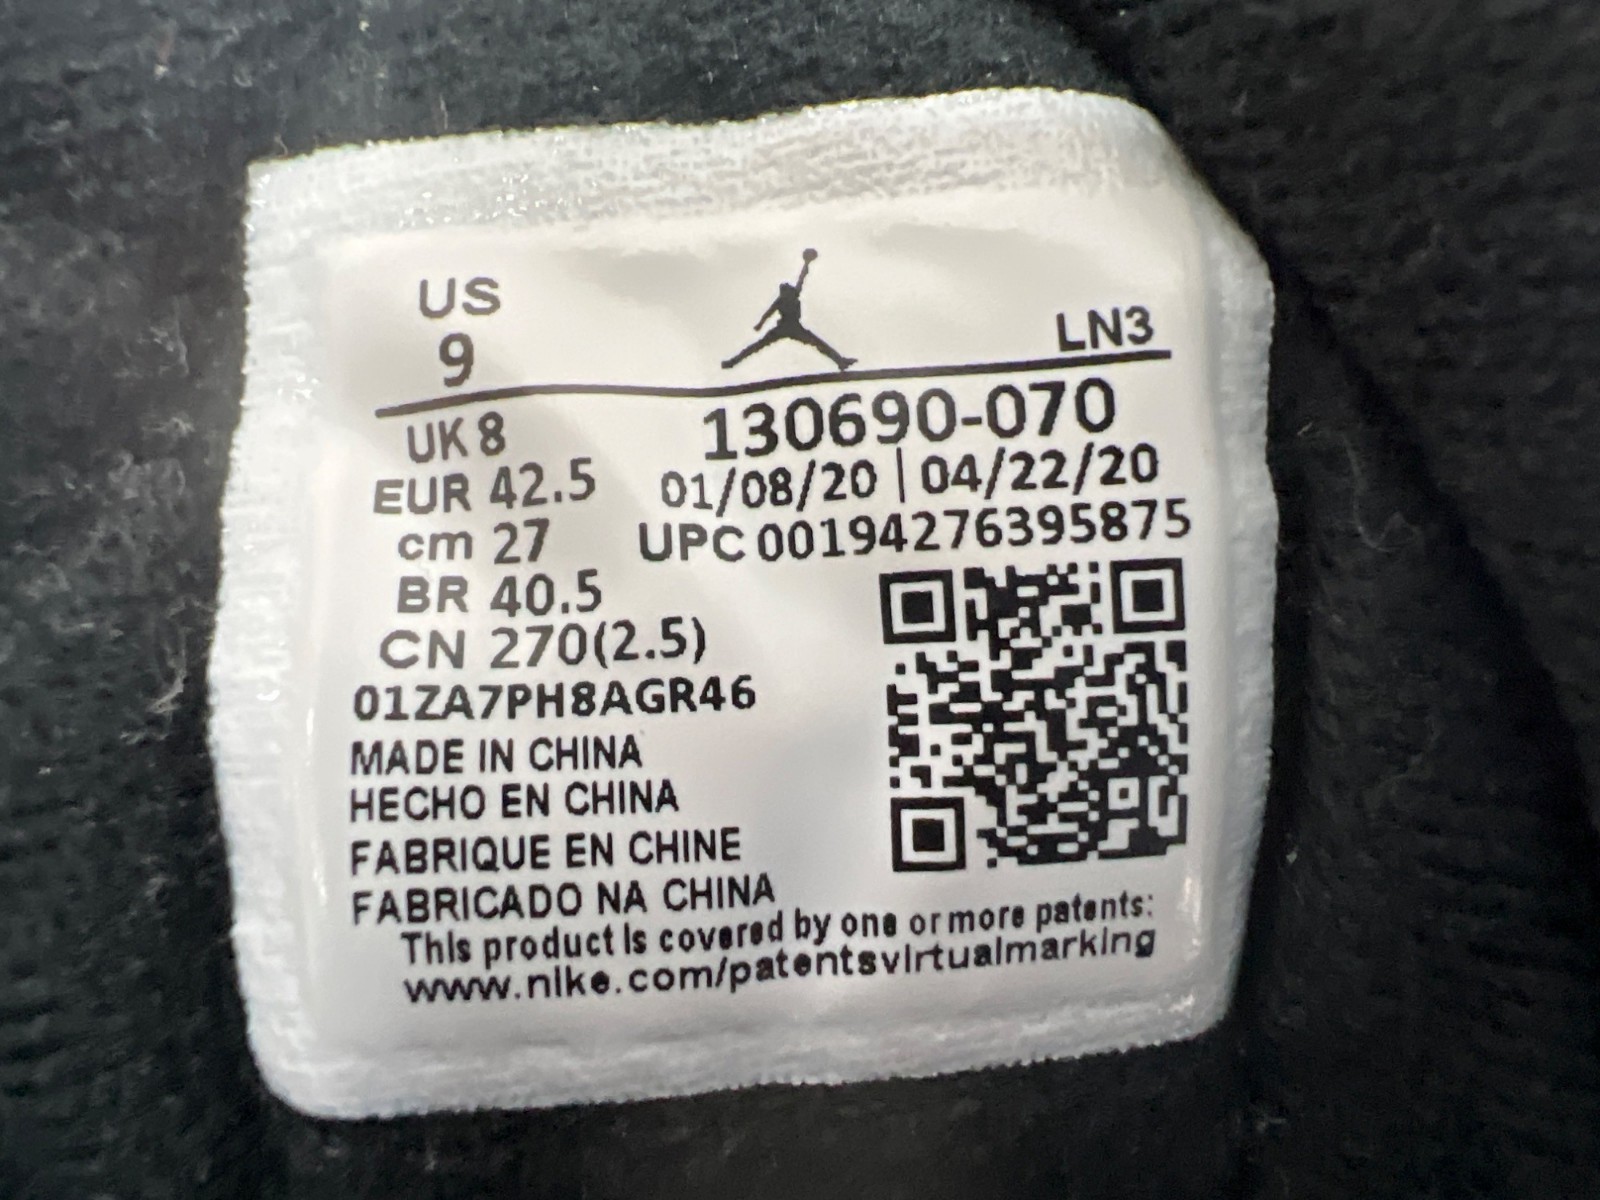 US
9
LN3
UK 8
130690-070
EUR 42.5
01/08/20 | 04/22/20
cm 27
UPC 00194276395875
BR 40.5
CN 270(2.5)
01ZA7PH8AGR46
MADE IN CHINA
HECHO EN CHINA
FABRIQUE EN CHINE
FABRICADO NA CHINA
This product is covered by one or more patents:
www.nike.com/patentsvirtualmarking